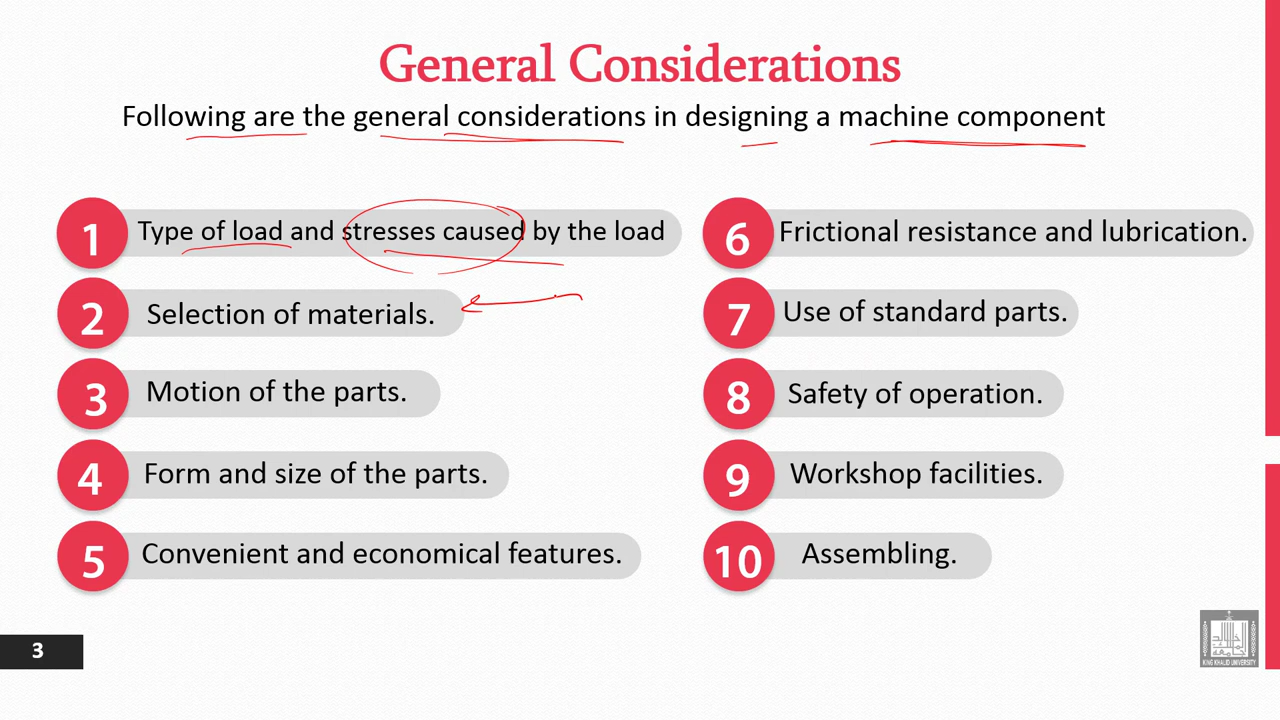 General Considerations
Following are the general considerations in designing a machine component
1 Type of load and stresses caused by the load
2 Selection of materials.
3 Motion of the parts.
4 Form and size of the parts.
5 Convenient and economical features.
6 Frictional resistance and lubrication.
7 Use of standard parts.
8 Safety of operation.
9 Workshop facilities.
10 Assembling.
3
KING KHALID UNIVERSITY